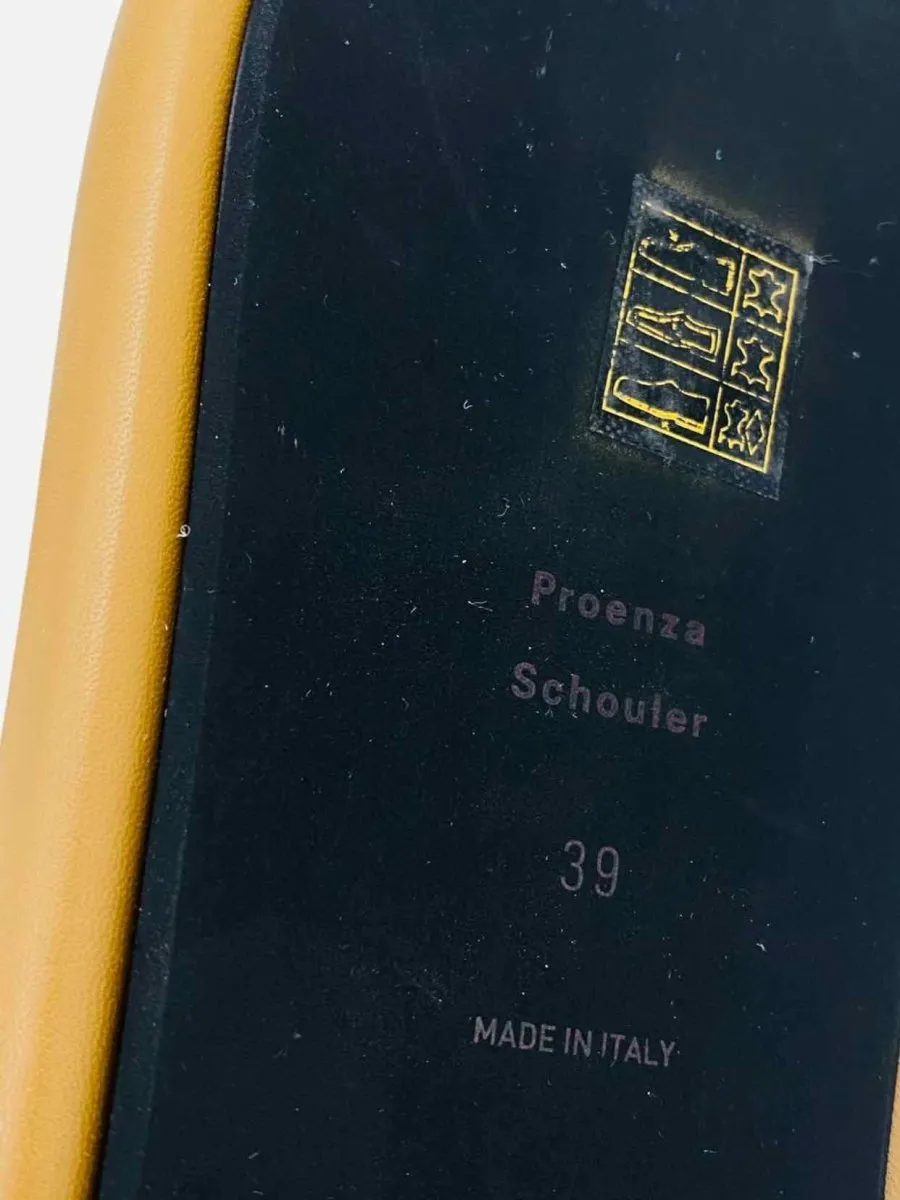 Proenza
Schouler
39
MADE IN ITALY